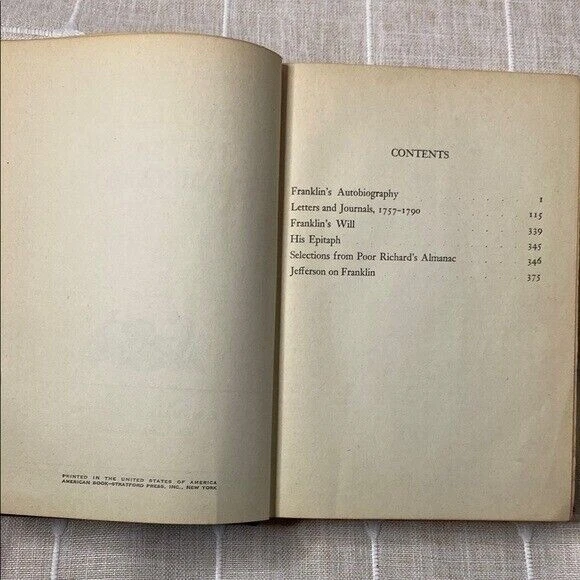 PRINTED IN THE UNITED STATES OF AMERICA
AMERICAN BOOK—STRATFORD PRESS, INC., NEW YORK
CONTENTS
Franklin's Autobiography 1
Letters and Journals, 1757-1790 115
Franklin's Will 339
His Epitaph 345
Selections from Poor Richard's Almanac 346
Jefferson on Franklin 375